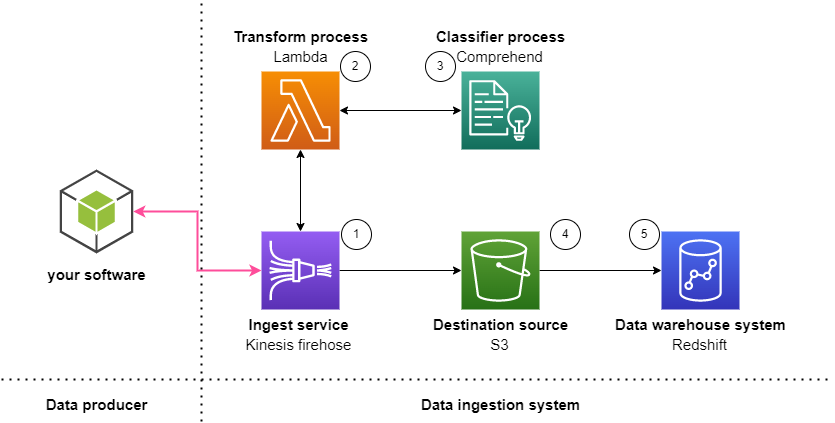 Transform process
Lambda
2
Classifier process
Comprehend
3
your software
1
Ingest service
Kinesis firehose
4
Destination source
S3
5
Data warehouse system
Redshift
Data producer
Data ingestion system